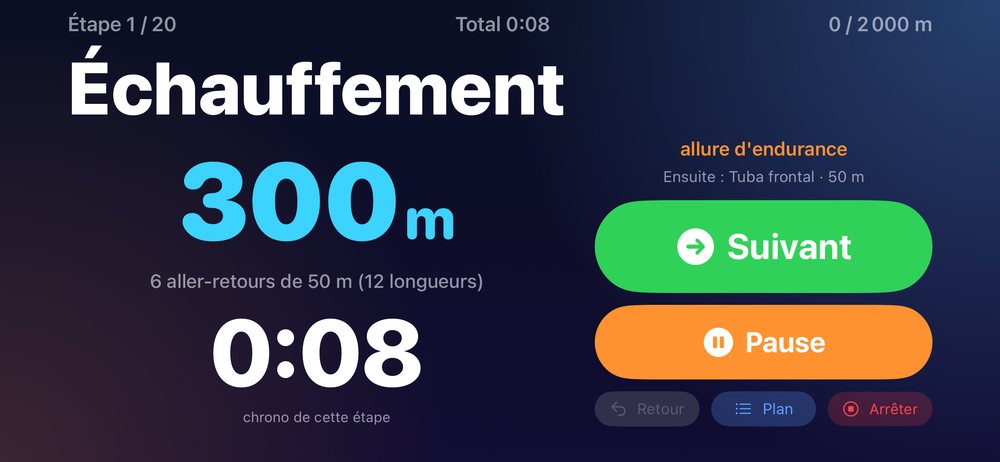 Étape 1 / 20
Total 0:08
0 / 2 000 m
Échauffement
300 m
6 aller-retours de 50 m (12 longueurs)
0:08
chrono de cette étape
allure d'endurance
Ensuite : Tuba frontal · 50 m
Suivant
Pause
Retour
Plan
Arrêter